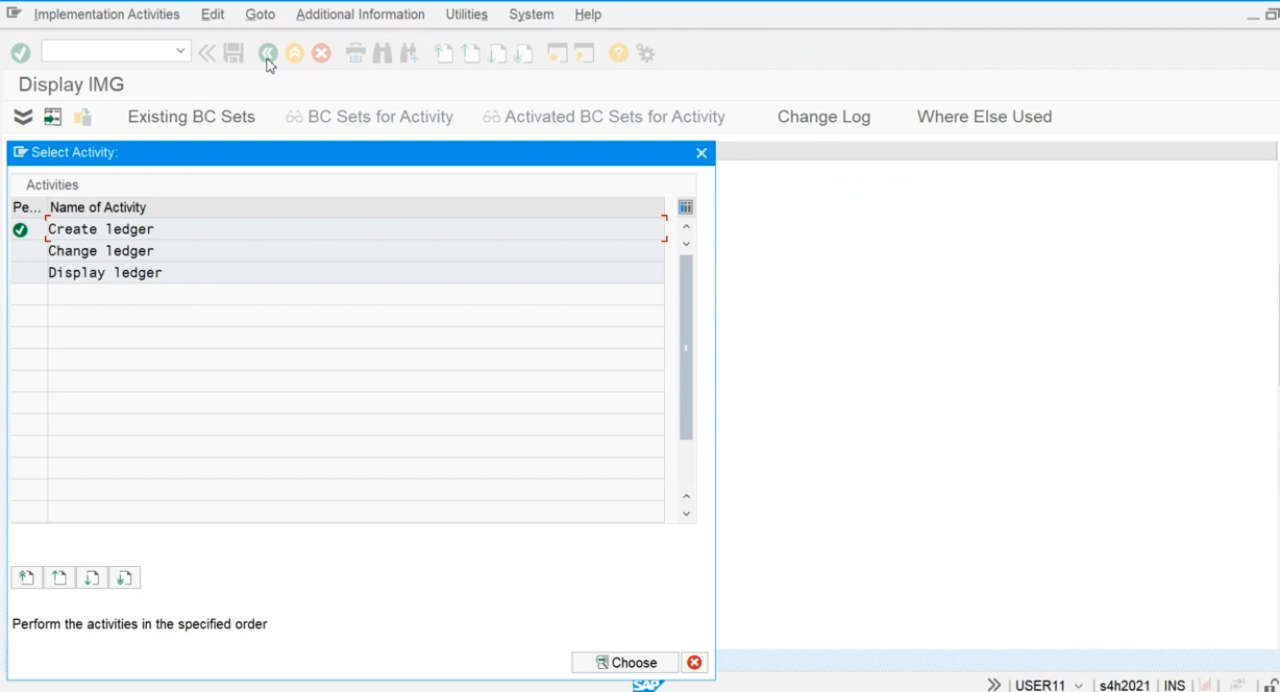 Implementation Activities Edit Goto Additional Information Utilities System Help
Display IMG
Existing BC Sets BC Sets for Activity Activated BC Sets for Activity Change Log Where Else Used
Select Activity:
Activities
Pe... Name of Activity
Create ledger
Change ledger
Display ledger
Perform the activities in the specified order
Choose
SAP
USER11 s4h2021 INS